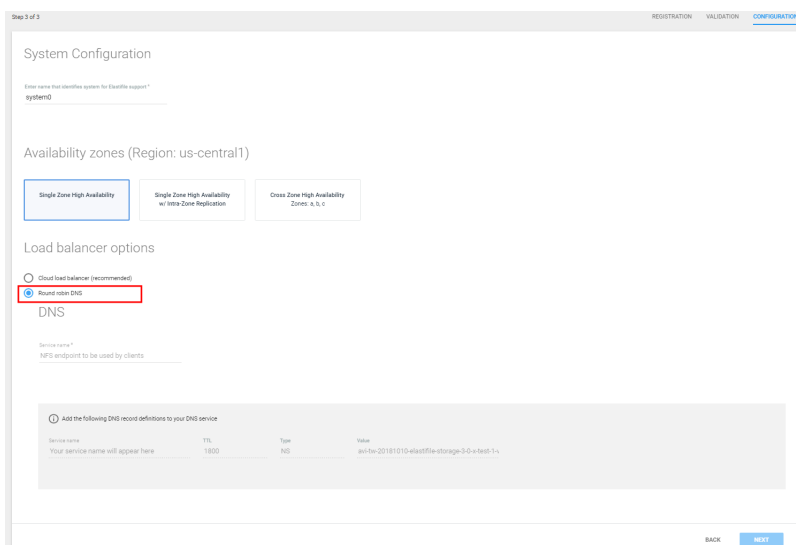 Step 3 of 3
REGISTRATION VALIDATION CONFIGURATION
System Configuration
Enter name that identifies system for Elastifile support *
system0
Availability zones (Region: us-central1)
Single Zone High Availability
Single Zone High Availability
w/ Intra-Zone Replication
Cross Zone High Availability
Zones: a, b, c
Load balancer options
Cloud load balancer (recommended)
Round robin DNS
DNS
Service name *
NFS endpoint to be used by clients
Add the following DNS record definitions to your DNS service
Service name TTL Type Value
Your service name will appear here 1800 NS avi-tw-20181010-elastifile-storage-3-0-x-test-1-
BACK NEXT